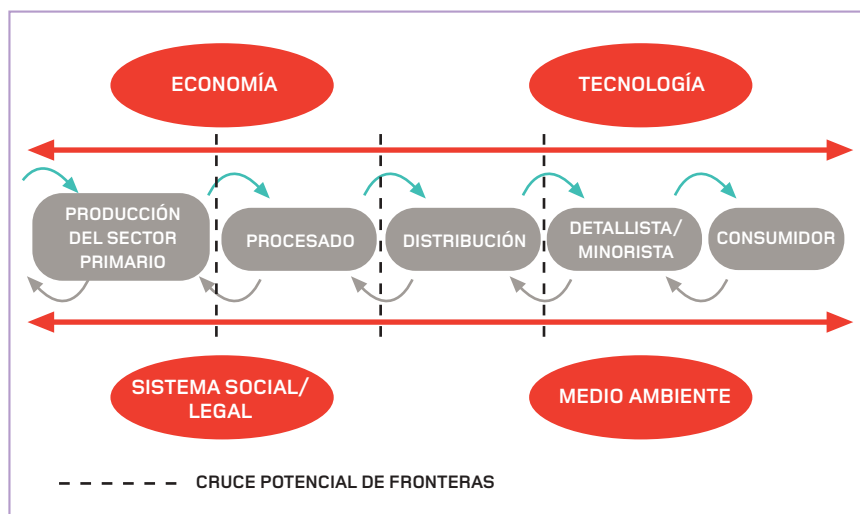 ECONOMÍA
TECNOLOGÍA
PRODUCCIÓN
DEL SECTOR
PRIMARIO
PROCESADO
DISTRIBUCIÓN
DETALLISTA/
MINORISTA
CONSUMIDOR
SISTEMA SOCIAL/
LEGAL
MEDIO AMBIENTE
CRUCE POTENCIAL DE FRONTERAS